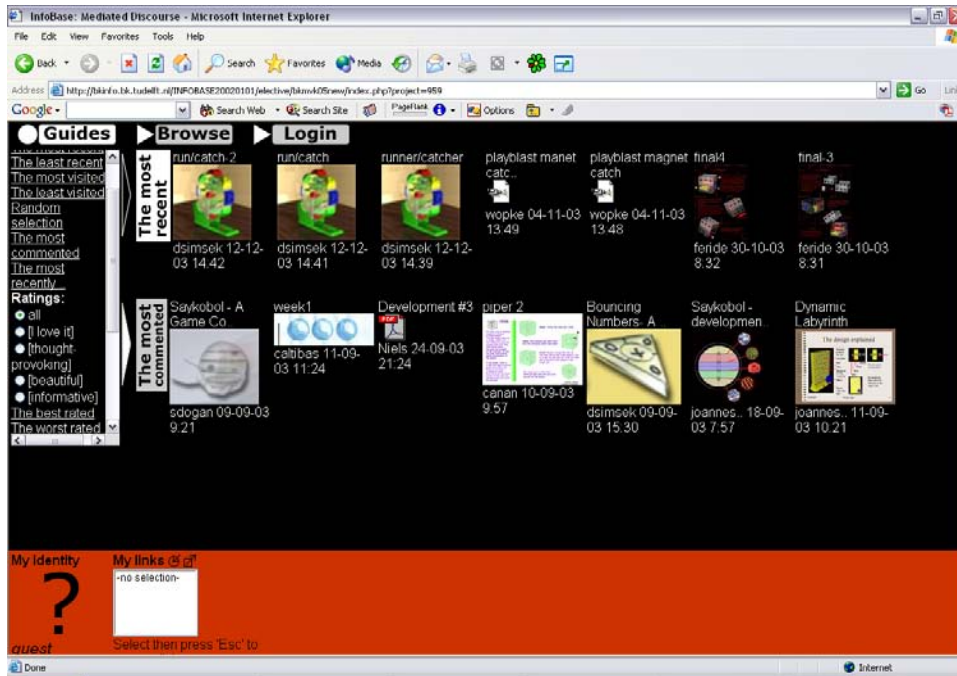 InfoBase: Mediated Discourse - Microsoft Internet Explorer
File Edit View Favorites Tools Help
Back Search Favorites Media
Address http://bkinfo.bk.tudelft.nl/INFOBASE20020101/elective/bkmvk05new/index.php?project=959 Go Links
Google Search Web Search Site PageRank Options
Guides Browse Login
The least recent
The most visited
The least visited
Random
selection
The most
commented
The most
recently...
Ratings:
all
[I love it]
[thought-
provoking]
[beautiful]
[informative]
The best rated
The worst rated
The most
recent
run/catch-2
dsimsek 12-12-
03 14.42
run/catch
dsimsek 12-12-
03 14.41
runner/catcher
dsimsek 12-12-
03 14.39
playblast manet
catc..
wopke 04-11-03
13.49
playblast magnet
catch
wopke 04-11-03
13.48
final4
feride 30-10-03
8.32
final-3
feride 30-10-03
8.31
The most
commented
Saykobol - A
Game Co..
sdogan 09-09-03
9:21
week1
caltibas 11-09-
03 11:24
Development #3
PDF
Niels 24-09-03
21:24
piper 2
canan 10-09-03
9.57
Bouncing
Numbers- A
dsimsek 09-09-
03 15.30
Saykobol -
developmen..
joannes.. 18-09-
03 7.57
Dynamic
Labyrinth
The design explained
joannes.. 11-09-
03 10.21
My identity
?
guest
My links
-no selection-
Select then press 'Esc' to
Done Internet